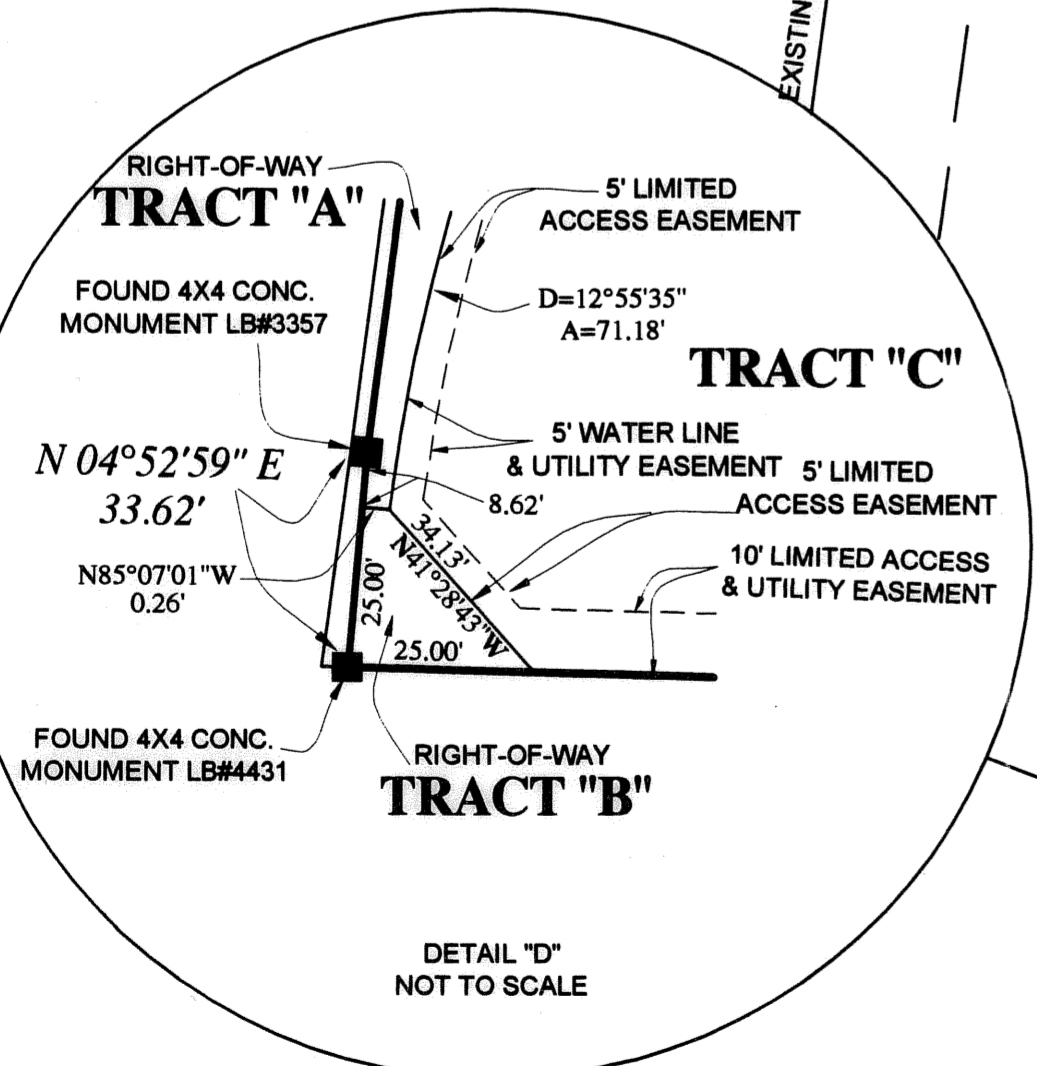 EXISTIN
RIGHT-OF-WAY
TRACT "A"
5' LIMITED
ACCESS EASEMENT
FOUND 4X4 CONC.
MONUMENT LB#3357
D=12°55'35"
A=71.18'
TRACT "C"
N 04°52'59" E
33.62'
5' WATER LINE
& UTILITY EASEMENT
8.62'
5' LIMITED
ACCESS EASEMENT
N85°07'01"W
0.26'
34.13'
N41°28'43"W
25.00'
25.00'
10' LIMITED ACCESS
& UTILITY EASEMENT
FOUND 4X4 CONC.
MONUMENT LB#4431
RIGHT-OF-WAY
TRACT "B"
DETAIL "D"
NOT TO SCALE